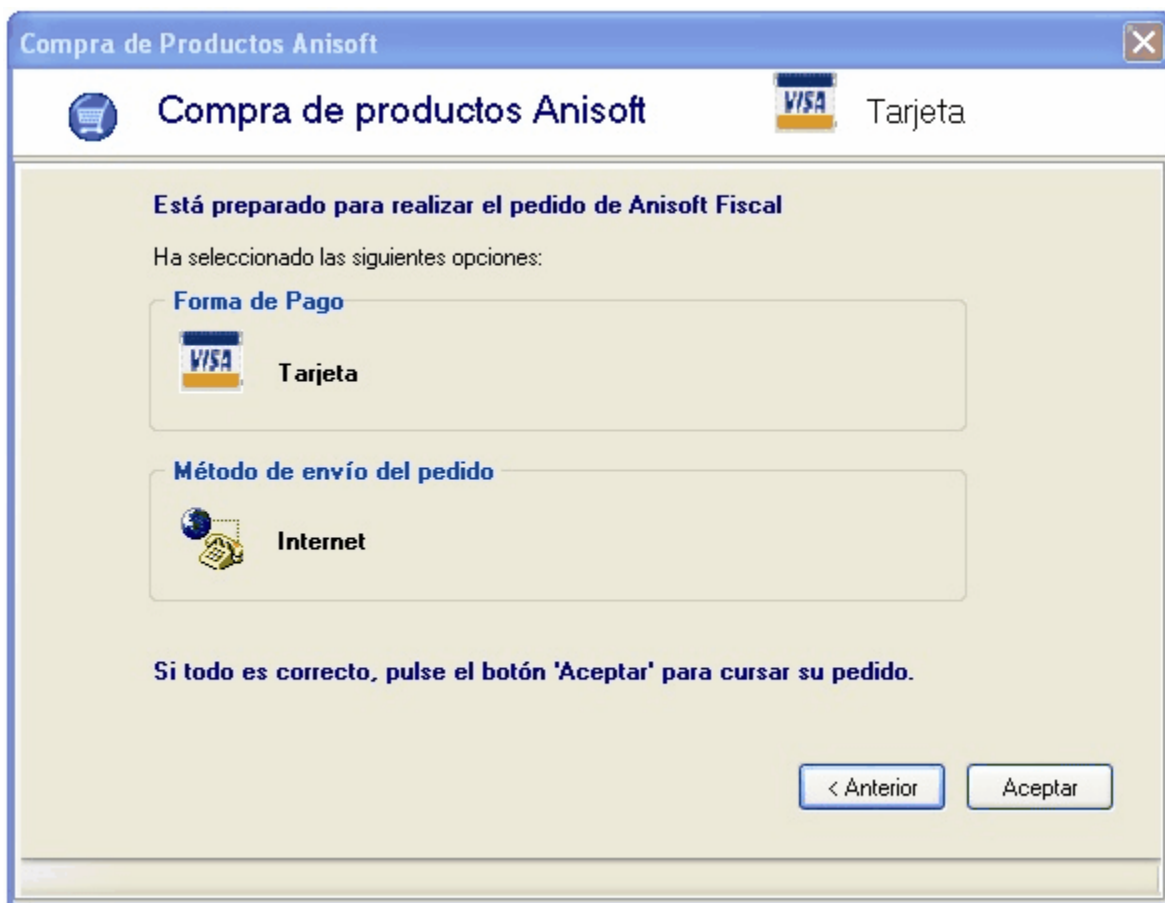 Compra de Productos Anisoft
Compra de productos Anisoft
VISA
Tarjeta
Está preparado para realizar el pedido de Anisoft Fiscal
Ha seleccionado las siguientes opciones:
Forma de Pago
VISA
Tarjeta
Método de envío del pedido
Internet
Si todo es correcto, pulse el botón 'Aceptar' para cursar su pedido.
< Anterior
Aceptar